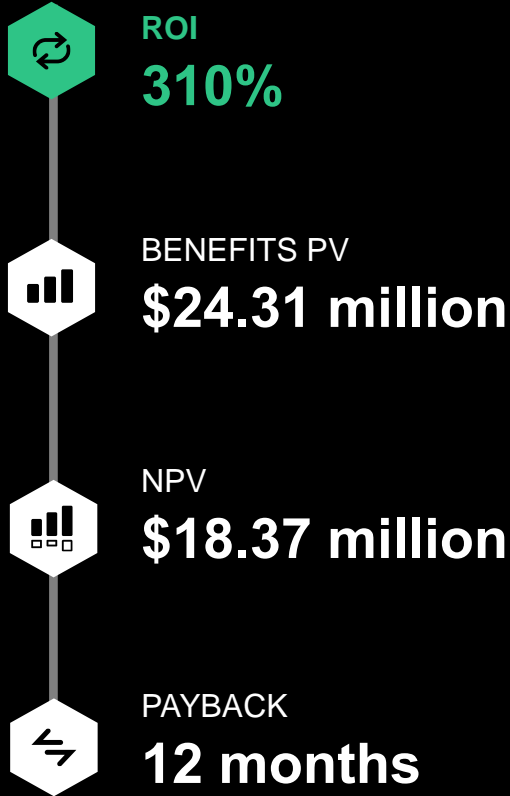 ROI
310%
BENEFITS PV
$24.31 million
NPV
$18.37 million
PAYBACK
12 months